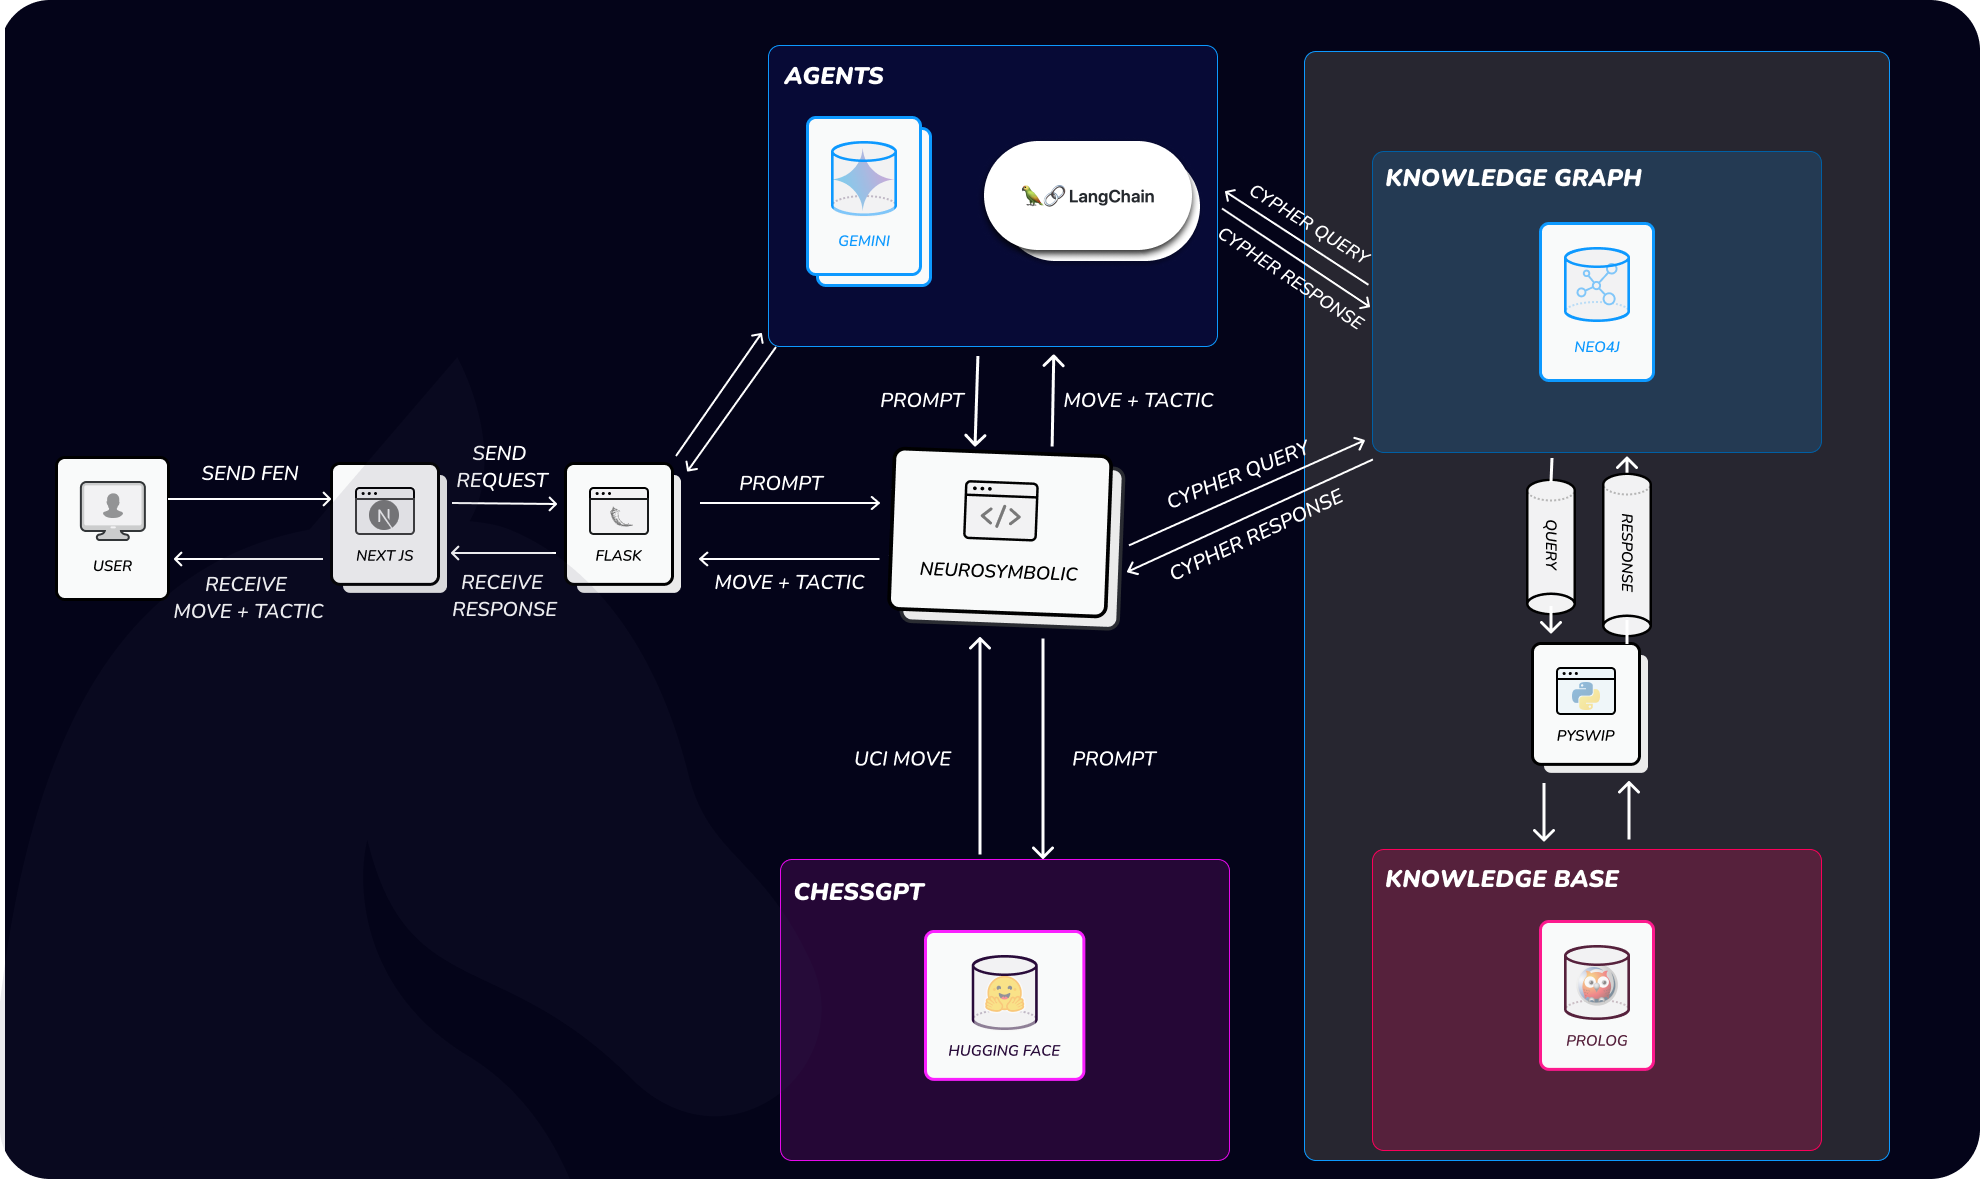 AGENTS
GEMINI
LangChain
KNOWLEDGE GRAPH
NEO4J
CYPHER QUERY
CYPHER RESPONSE
PROMPT
MOVE + TACTIC
USER
SEND FEN
RECEIVE
MOVE + TACTIC
NEXT JS
N
SEND
REQUEST
RECEIVE
RESPONSE
FLASK
PROMPT
MOVE + TACTIC
</>
NEUROSYMBOLIC
CYPHER QUERY
CYPHER RESPONSE
QUERY
RESPONSE
PYSWIP
UCI MOVE
PROMPT
CHESSGPT
HUGGING FACE
KNOWLEDGE BASE
PROLOG